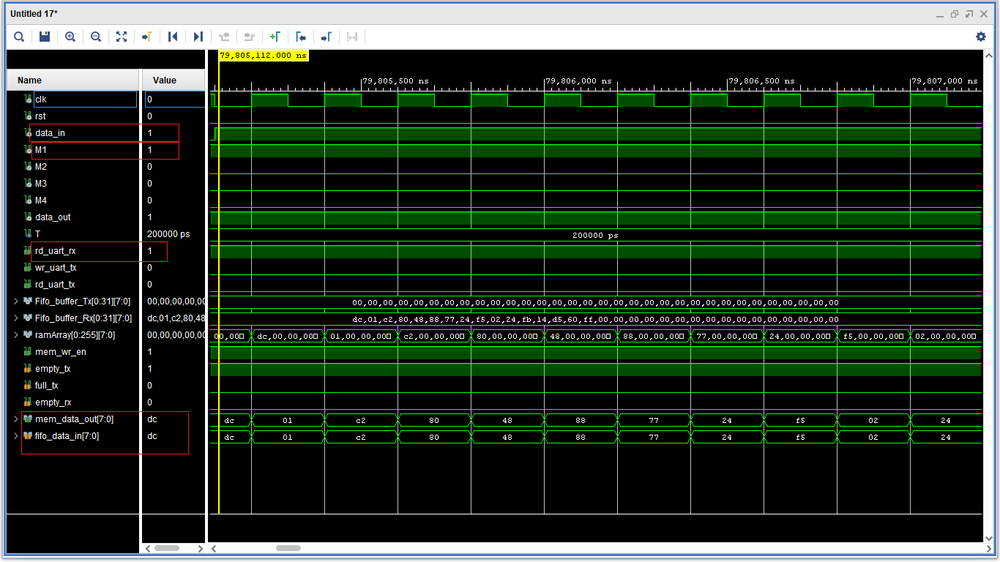 Untitled 17*
79,805,112.000 ns
Name Value
79,805,500 ns 79,806,000 ns 79,806,500 ns 79,807,000 ns
clk 0
rst 0
data_in 1
M1 1
M2 0
M3 0
M4 0
data_out 1
T 200000 ps 200000 ps
rd_uart_rx 1
wr_uart_tx 0
rd_uart_tx 0
Fifo_buffer_Tx[0:31][7:0] 00,00,00,00,00 00,00,00,00,00,00,00,00,00,00,00,00,00,00,00,00,00,00,00,00,00,00,00,00,00,00,00,00,00,00,00,00
Fifo_buffer_Rx[0:31][7:0] dc,01,c2,80,48 dc,01,c2,80,48,88,77,24,f5,02,24,fb,14,d5,60,ff,00,00,00,00,00,00,00,00,00,00,00,00,00,00,00,00
ramArray[0:255][7:0] 00,00,00,00,00 00,00 dc,00,00,00 01,00,00,00 c2,00,00,00 80,00,00,00 48,00,00,00 88,00,00,00 77,00,00,00 24,00,00,00 f5,00,00,00 02,00,00,00
mem_wr_en 1
empty_tx 1
full_tx 0
empty_rx 0
mem_data_out[7:0] dc dc 01 c2 80 48 88 77 24 f5 02 24
fifo_data_in[7:0] dc dc 01 c2 80 48 88 77 24 f5 02 24